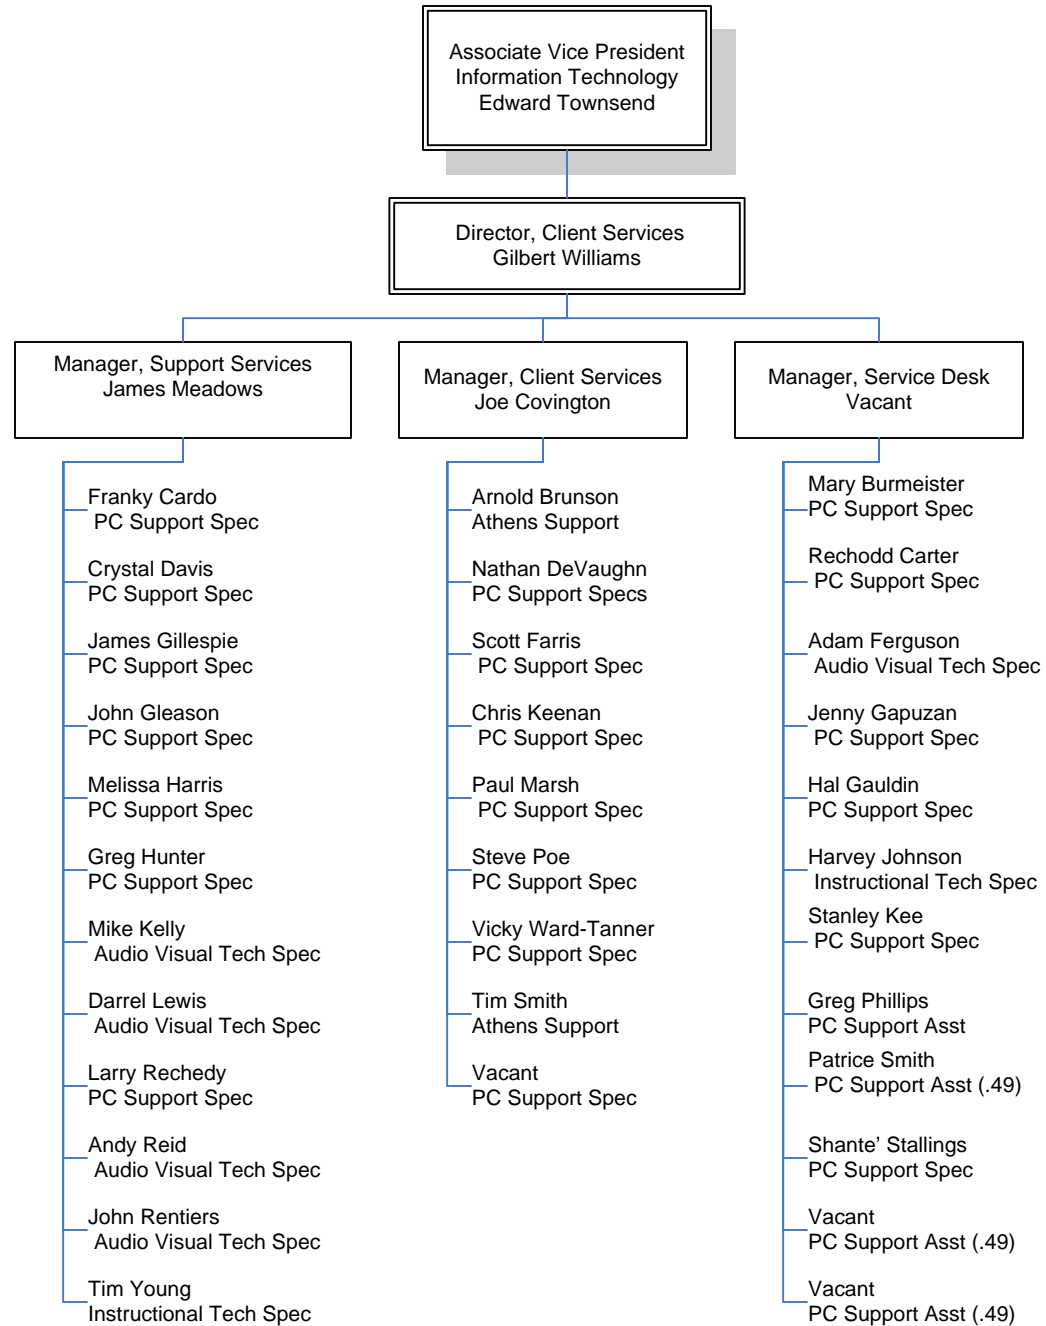 Associate Vice President
Information Technology
Edward Townsend
Director, Client Services
Gilbert Williams
Manager, Support Services
James Meadows
Manager, Client Services
Joe Covington
Manager, Service Desk
Vacant
Franky Cardo
PC Support Spec
Crystal Davis
PC Support Spec
James Gillespie
PC Support Spec
John Gleason
PC Support Spec
Melissa Harris
PC Support Spec
Greg Hunter
PC Support Spec
Mike Kelly
Audio Visual Tech Spec
Darrel Lewis
Audio Visual Tech Spec
Larry Rechedy
PC Support Spec
Andy Reid
Audio Visual Tech Spec
John Rentiers
Audio Visual Tech Spec
Tim Young
Instructional Tech Spec
Arnold Brunson
Athens Support
Nathan DeVaughn
PC Support Specs
Scott Farris
PC Support Spec
Chris Keenan
PC Support Spec
Paul Marsh
PC Support Spec
Steve Poe
PC Support Spec
Vicky Ward-Tanner
PC Support Spec
Tim Smith
Athens Support
Vacant
PC Support Spec
Mary Burmeister
PC Support Spec
Rechodd Carter
PC Support Spec
Adam Ferguson
Audio Visual Tech Spec
Jenny Gapuzan
PC Support Spec
Hal Gauldin
PC Support Spec
Harvey Johnson
Instructional Tech Spec
Stanley Kee
PC Support Spec
Greg Phillips
PC Support Asst
Patrice Smith
PC Support Asst (.49)
Shante’ Stallings
PC Support Spec
Vacant
PC Support Asst (.49)
Vacant
PC Support Asst (.49)